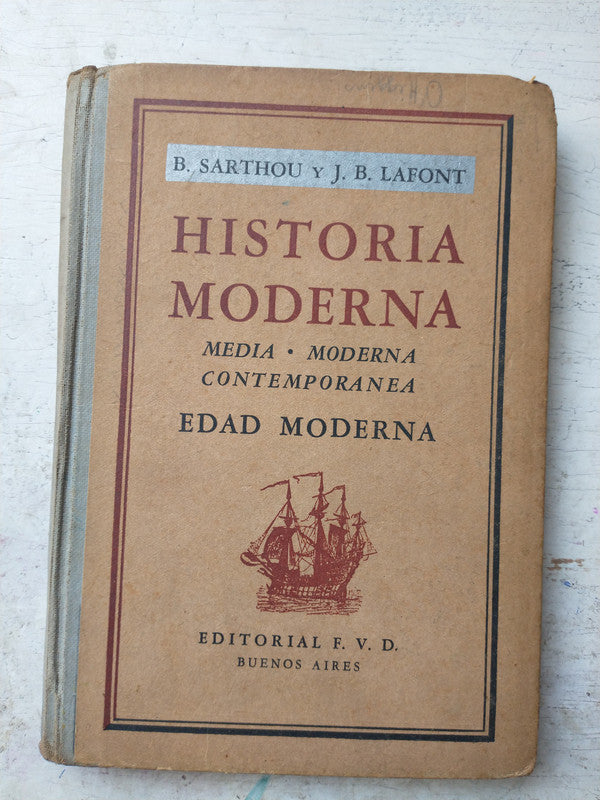 B. SARTHOU Y J. B. LAFONT
HISTORIA
MODERNA
MEDIA · MODERNA
CONTEMPORANEA
EDAD MODERNA
EDITORIAL F. V. D.
BUENOS AIRES